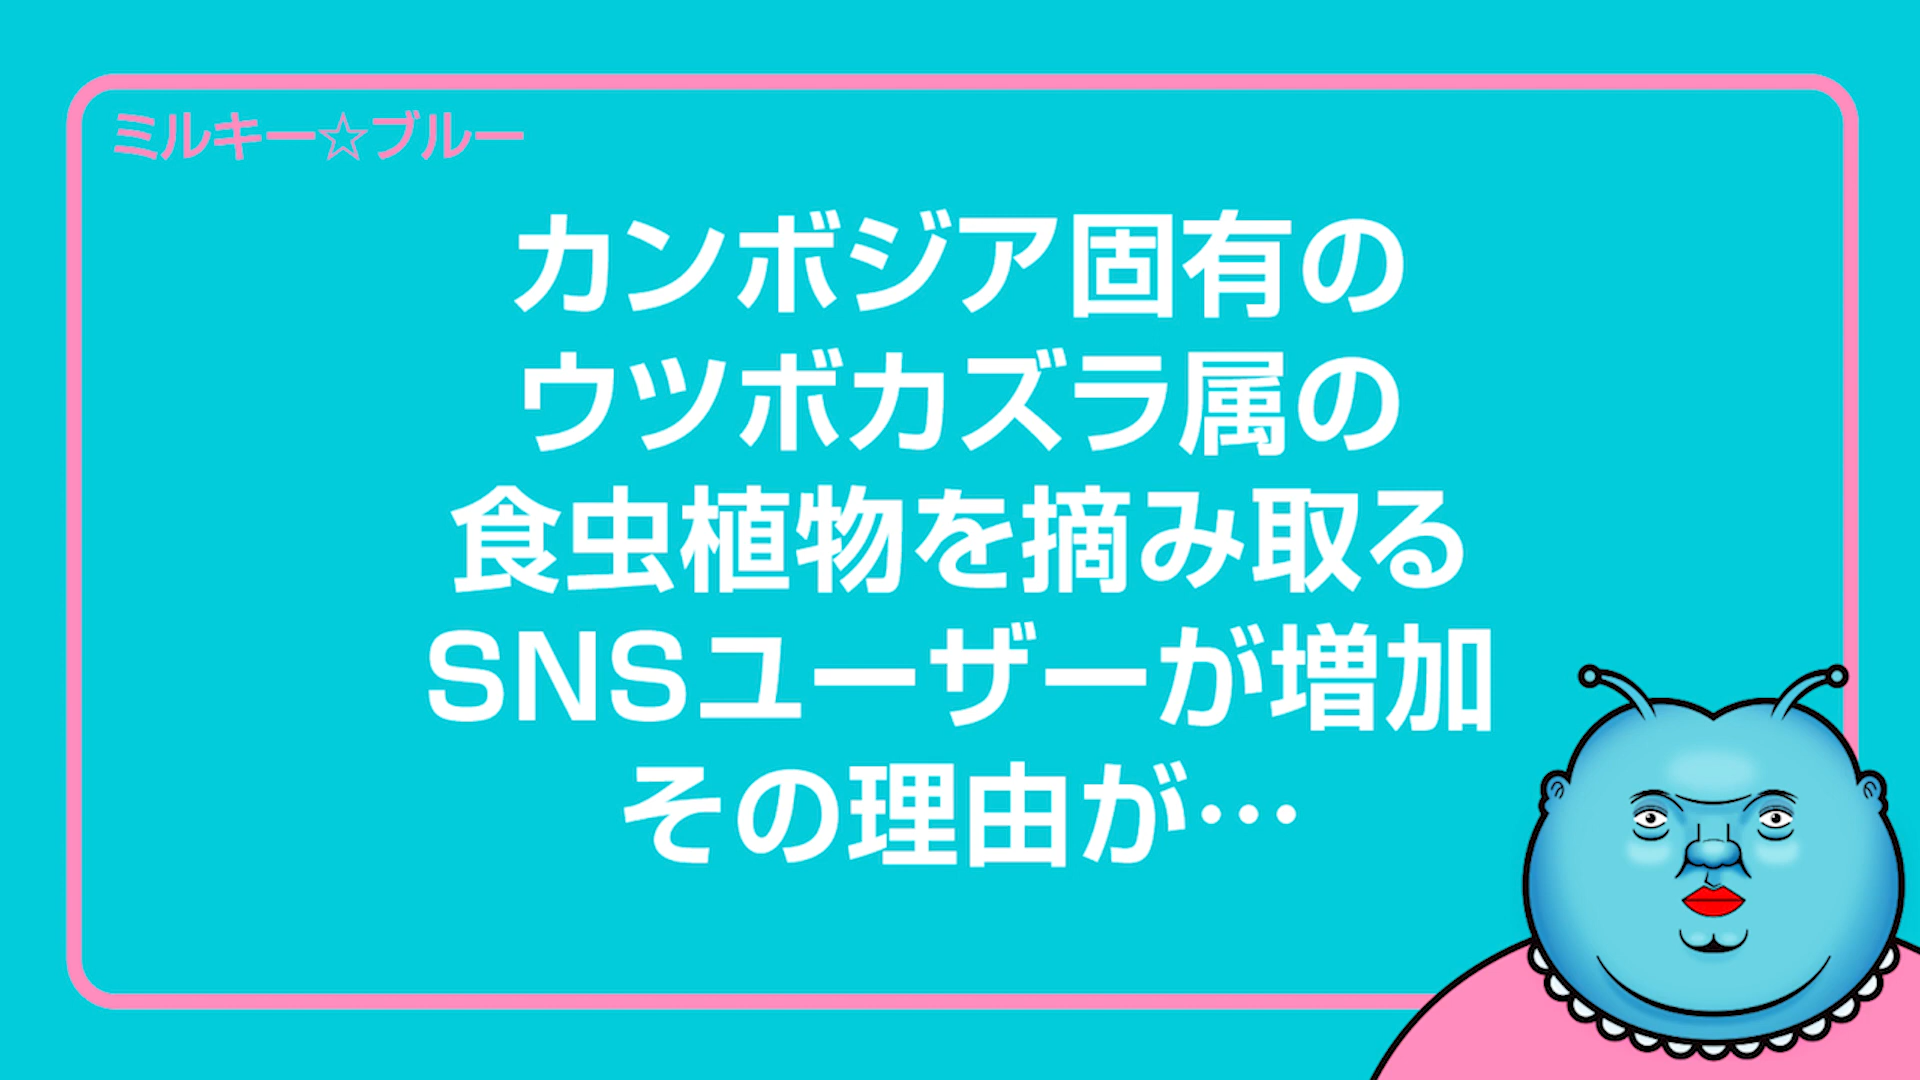 ミルキー☆ブルー
カンボジア固有の
ウツボカズラ属の
食虫植物を摘み取る
SNSユーザーが増加
その理由が…